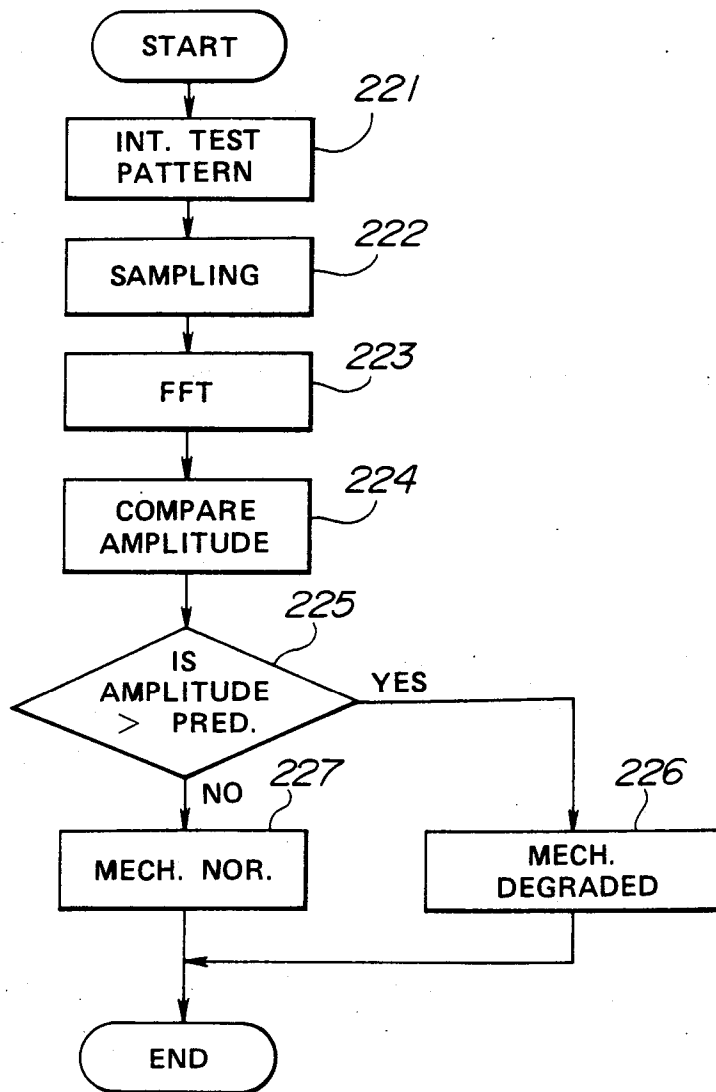 START
221
INT. TEST
PATTERN
222
SAMPLING
223
FFT
224
COMPARE
AMPLITUDE
225
IS
AMPLITUDE
> PRED.
YES
NO
227
MECH. NOR.
226
MECH.
DEGRADED
END